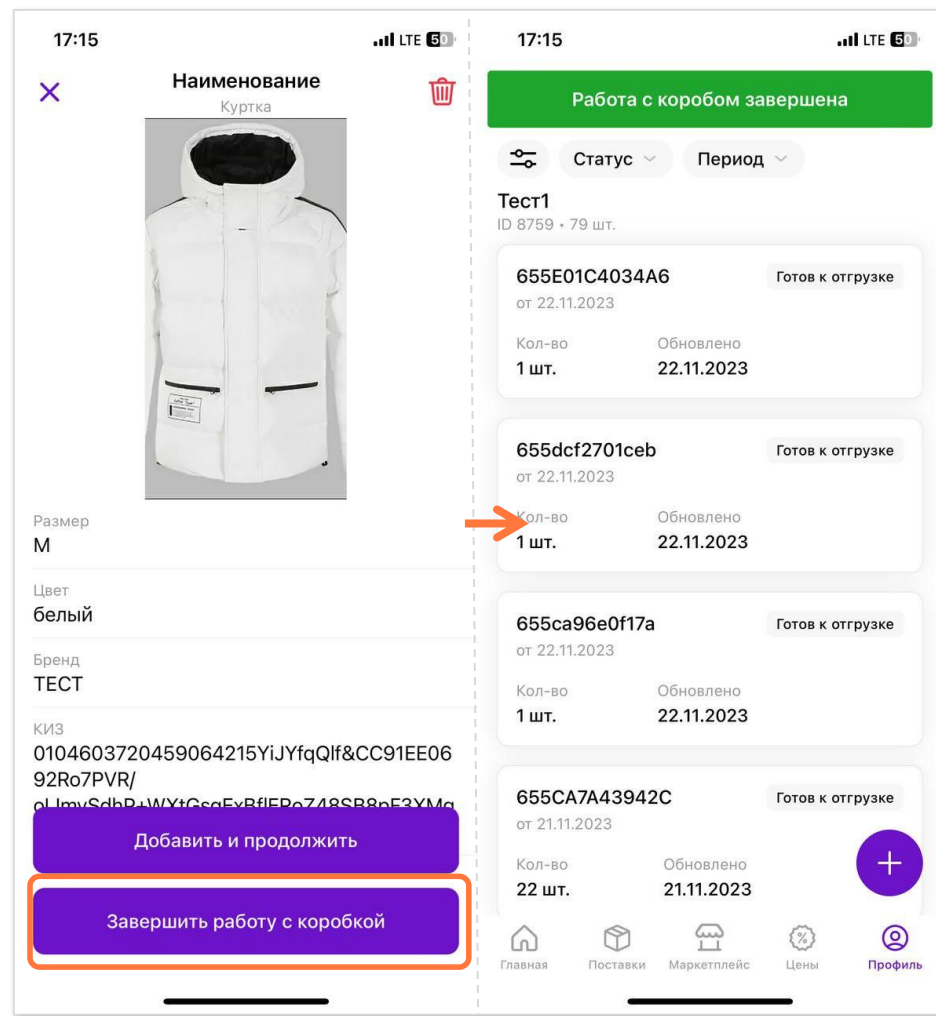 17:15
LTE 50
Наименование
Куртка
Размер
M
Цвет
белый
Бренд
ТЕСТ
КИЗ
0104603720459064215YiJYfqQlf&CC91EE06
92Ro7PVR/
Добавить и продолжить
Завершить работу с коробкой
17:15
LTE 50
Работа с коробом завершена
Статус
Период
Тест1
ID 8759 • 79 шт.
655E01C4034A6
Готов к отгрузке
от 22.11.2023
Кол-во
Обновлено
1 шт.
22.11.2023
655dcf2701ceb
Готов к отгрузке
от 22.11.2023
Кол-во
Обновлено
1 шт.
22.11.2023
655ca96e0f17a
Готов к отгрузке
от 22.11.2023
Кол-во
Обновлено
1 шт.
22.11.2023
655CA7A43942C
Готов к отгрузке
от 21.11.2023
Кол-во
Обновлено
22 шт.
21.11.2023
Главная
Поставки
Маркетплейс
Цены
Профиль